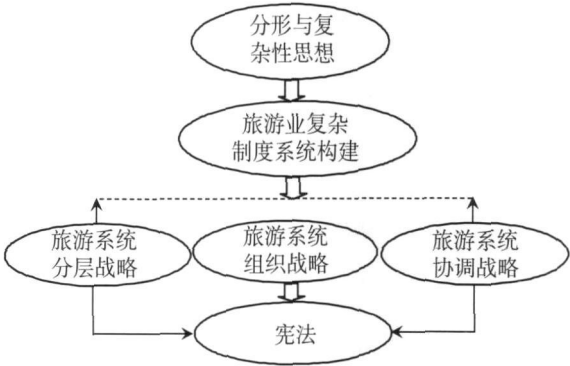 分形与复
杂性思想
旅游业复杂
制度系统构建
旅游系统
分层战略
旅游系统
组织战略
旅游系统
协调战略
宪法